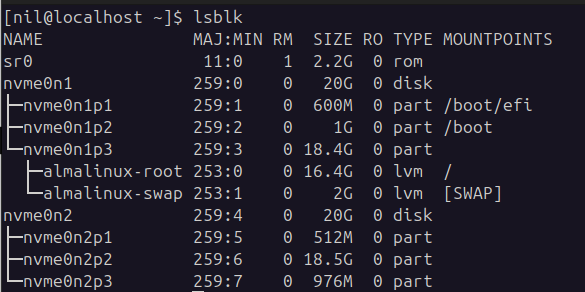 [nil@localhost ~]$ lsblk
NAME               MAJ:MIN RM  SIZE RO TYPE MOUNTPOINTS
sr0                 11:0    1  2.2G  0 rom
nvme0n1            259:0    0   20G  0 disk
├─nvme0n1p1        259:1    0  600M  0 part /boot/efi
├─nvme0n1p2        259:2    0    1G  0 part /boot
└─nvme0n1p3        259:3    0 18.4G  0 part
  ├─almalinux-root 253:0    0 16.4G  0 lvm  /
  └─almalinux-swap 253:1    0    2G  0 lvm  [SWAP]
nvme0n2            259:4    0   20G  0 disk
├─nvme0n2p1        259:5    0  512M  0 part
├─nvme0n2p2        259:6    0 18.5G  0 part
└─nvme0n2p3        259:7    0  976M  0 part